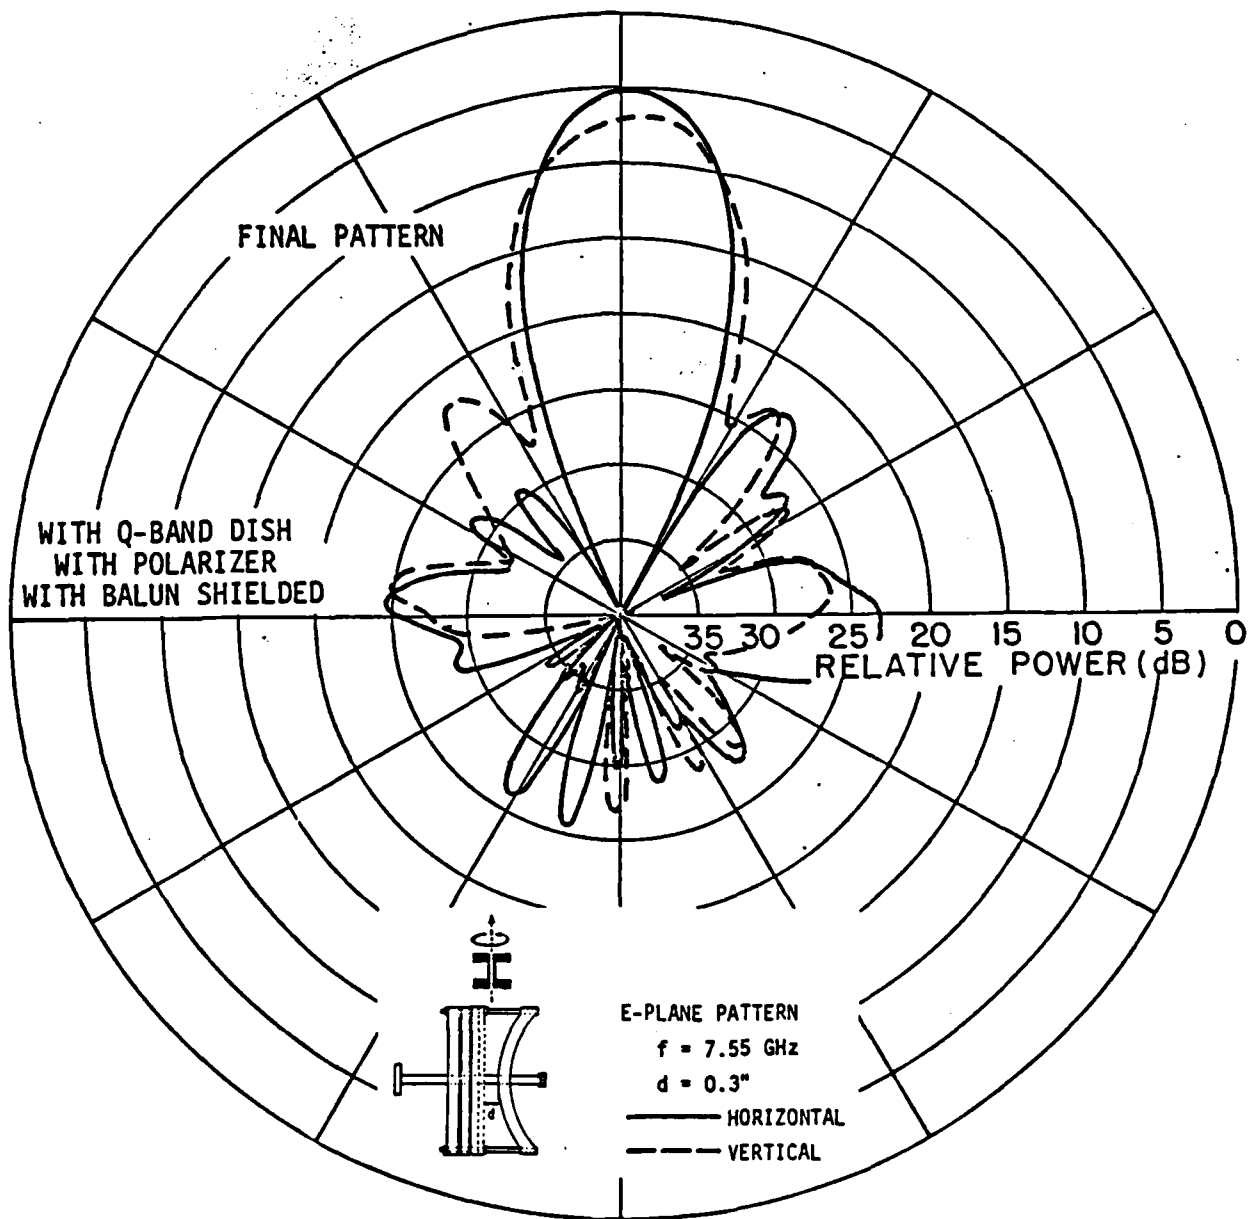 FINAL PATTERN
WITH Q-BAND DISH
WITH POLARIZER
WITH BALUN SHIELDED
35 30 25 20 15 10 5 0
RELATIVE POWER (dB)
d
E-PLANE PATTERN
f = 7.55 GHz
d = 0.3"
HORIZONTAL
VERTICAL